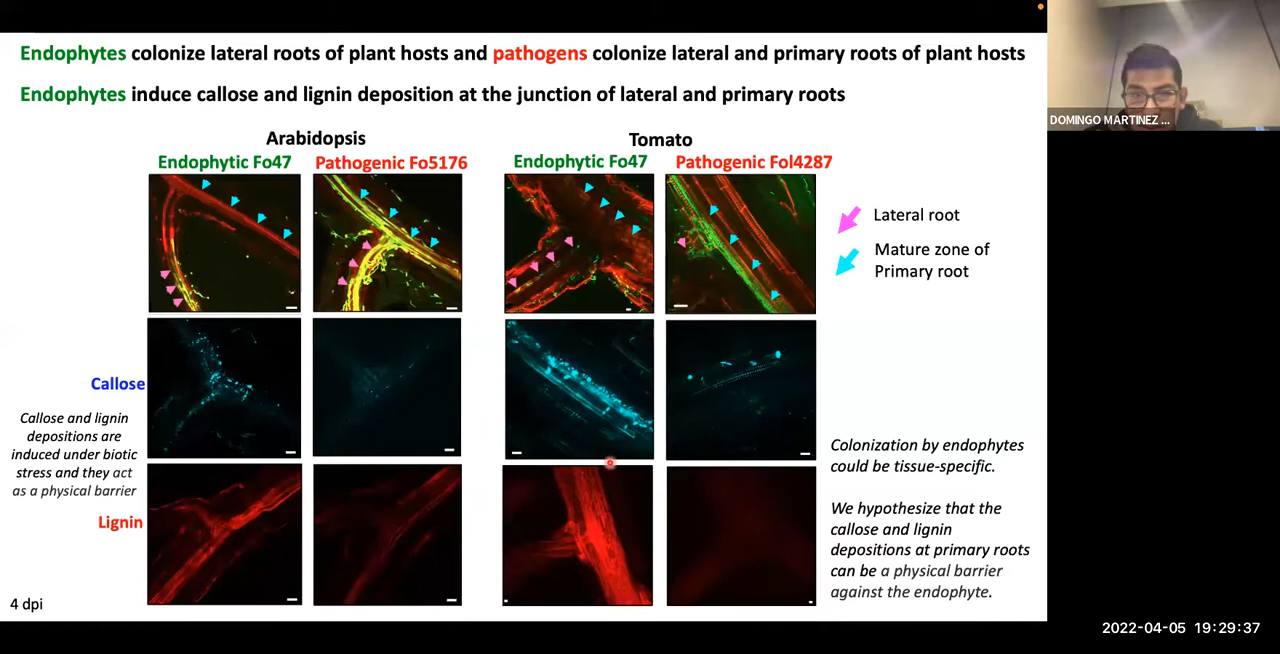 Endophytes colonize lateral roots of plant hosts and pathogens colonize lateral and primary roots of plant hosts
Endophytes induce callose and lignin deposition at the junction of lateral and primary roots
Arabidopsis
Tomato
Endophytic Fo47
Pathogenic Fo5176
Endophytic Fo47
Pathogenic Fol4287
Lateral root
Mature zone of
Primary root
Callose
Callose and lignin
depositions are
induced under biotic
stress and they act
as a physical barrier
Lignin
Colonization by endophytes
could be tissue-specific.
We hypothesize that the
callose and lignin
depositions at primary roots
can be a physical barrier
against the endophyte.
4 dpi
DOMINGO MARTINEZ ...
2022-04-05 19:29:37